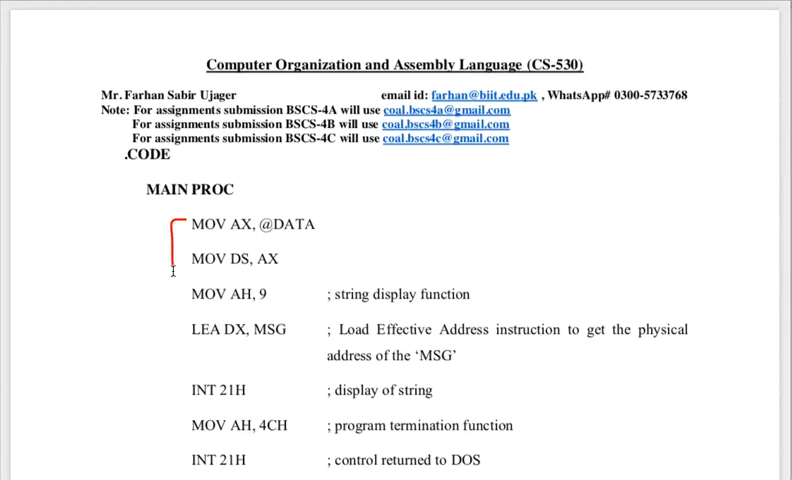 Computer Organization and Assembly Language (CS-530)
Mr. Farhan Sabir Ujager email id: farhan@biit.edu.pk , WhatsApp# 0300-5733768
Note: For assignments submission BSCS-4A will use coal.bscs4a@gmail.com
For assignments submission BSCS-4B will use coal.bscs4b@gmail.com
For assignments submission BSCS-4C will use coal.bscs4c@gmail.com
.CODE
MAIN PROC
MOV AX, @DATA
MOV DS, AX
MOV AH, 9 ; string display function
LEA DX, MSG ; Load Effective Address instruction to get the physical
address of the ‘MSG’
INT 21H ; display of string
MOV AH, 4CH ; program termination function
INT 21H ; control returned to DOS